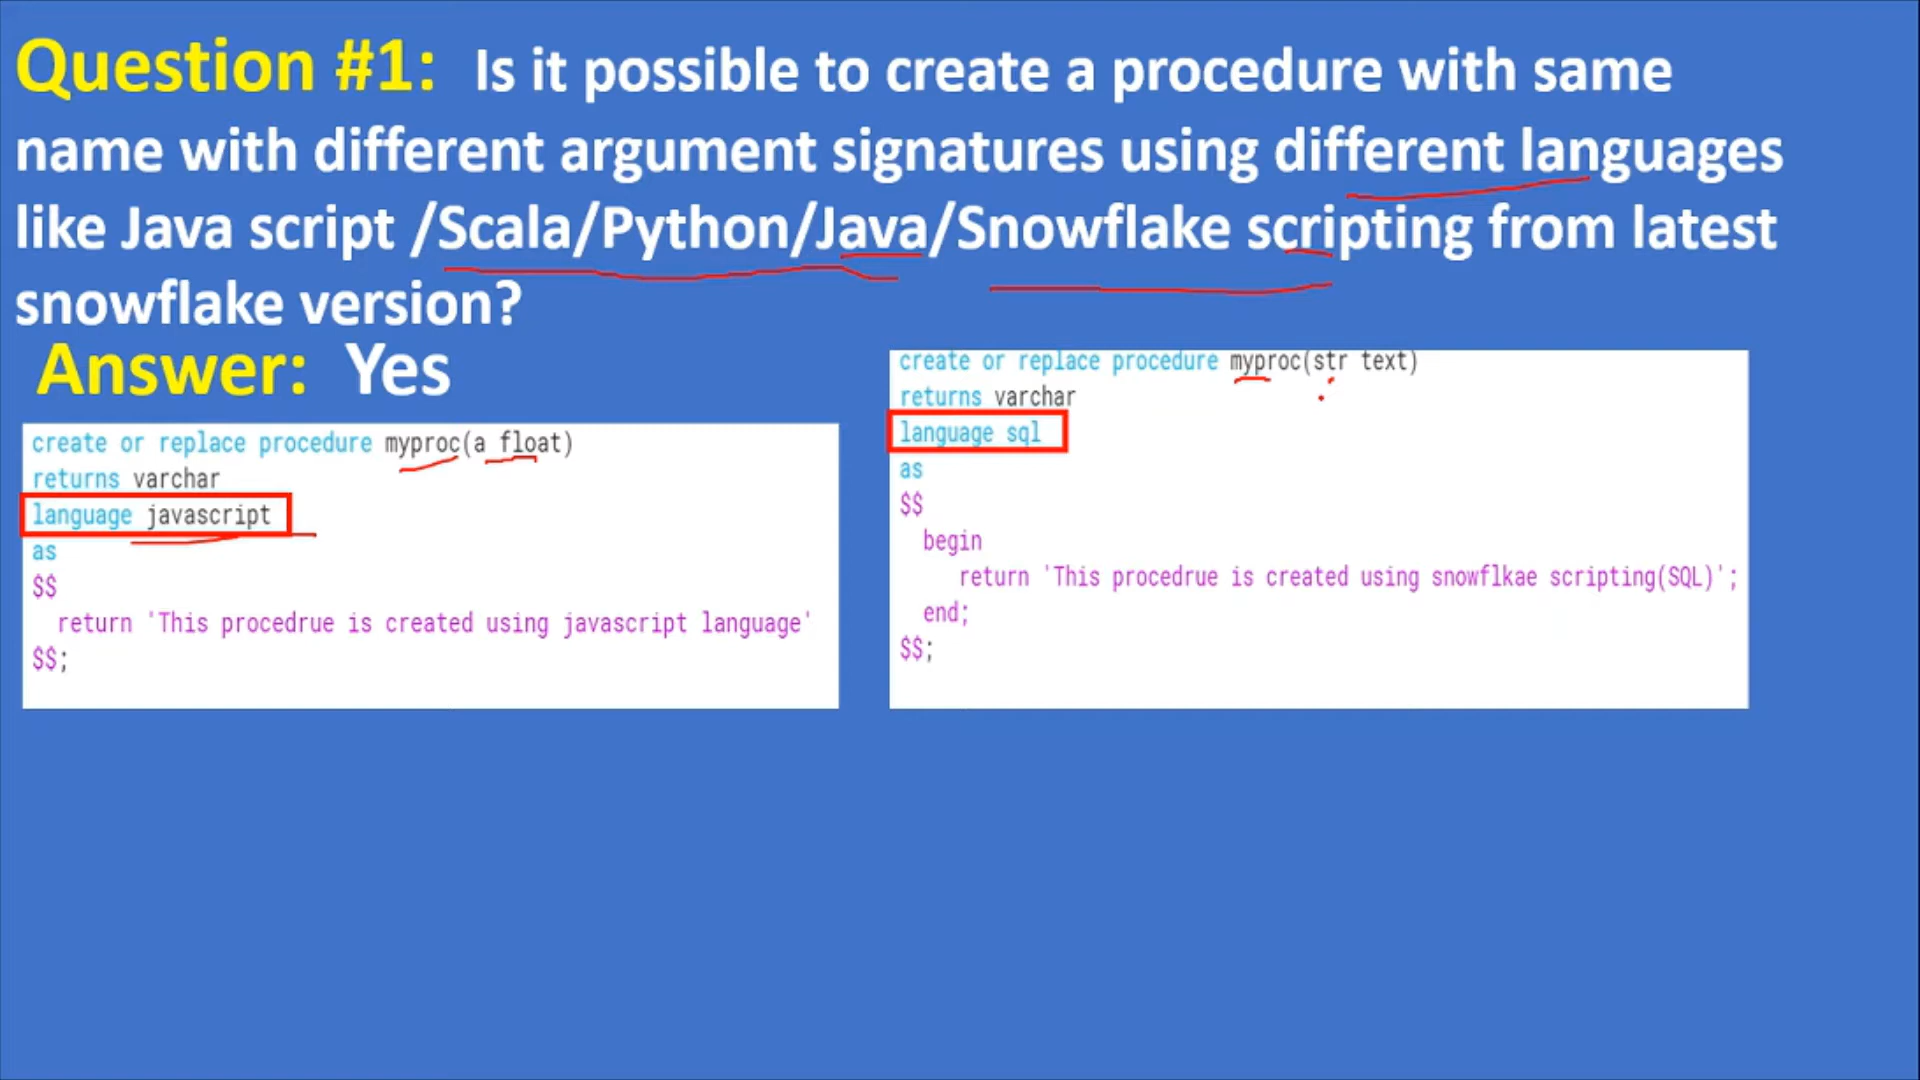 Question #1: Is it possible to create a procedure with same
name with different argument signatures using different languages
like Java script /Scala/Python/Java/Snowflake scripting from latest
snowflake version?
Answer: Yes
create or replace procedure myproc(a float)
returns varchar
language javascript
as
$$
return 'This procedrue is created using javascript language'
$$;
create or replace procedure myproc(str text)
returns varchar
language sql
as
$$
begin
return 'This procedrue is created using snowflkae scripting(SQL)';
end;
$$;